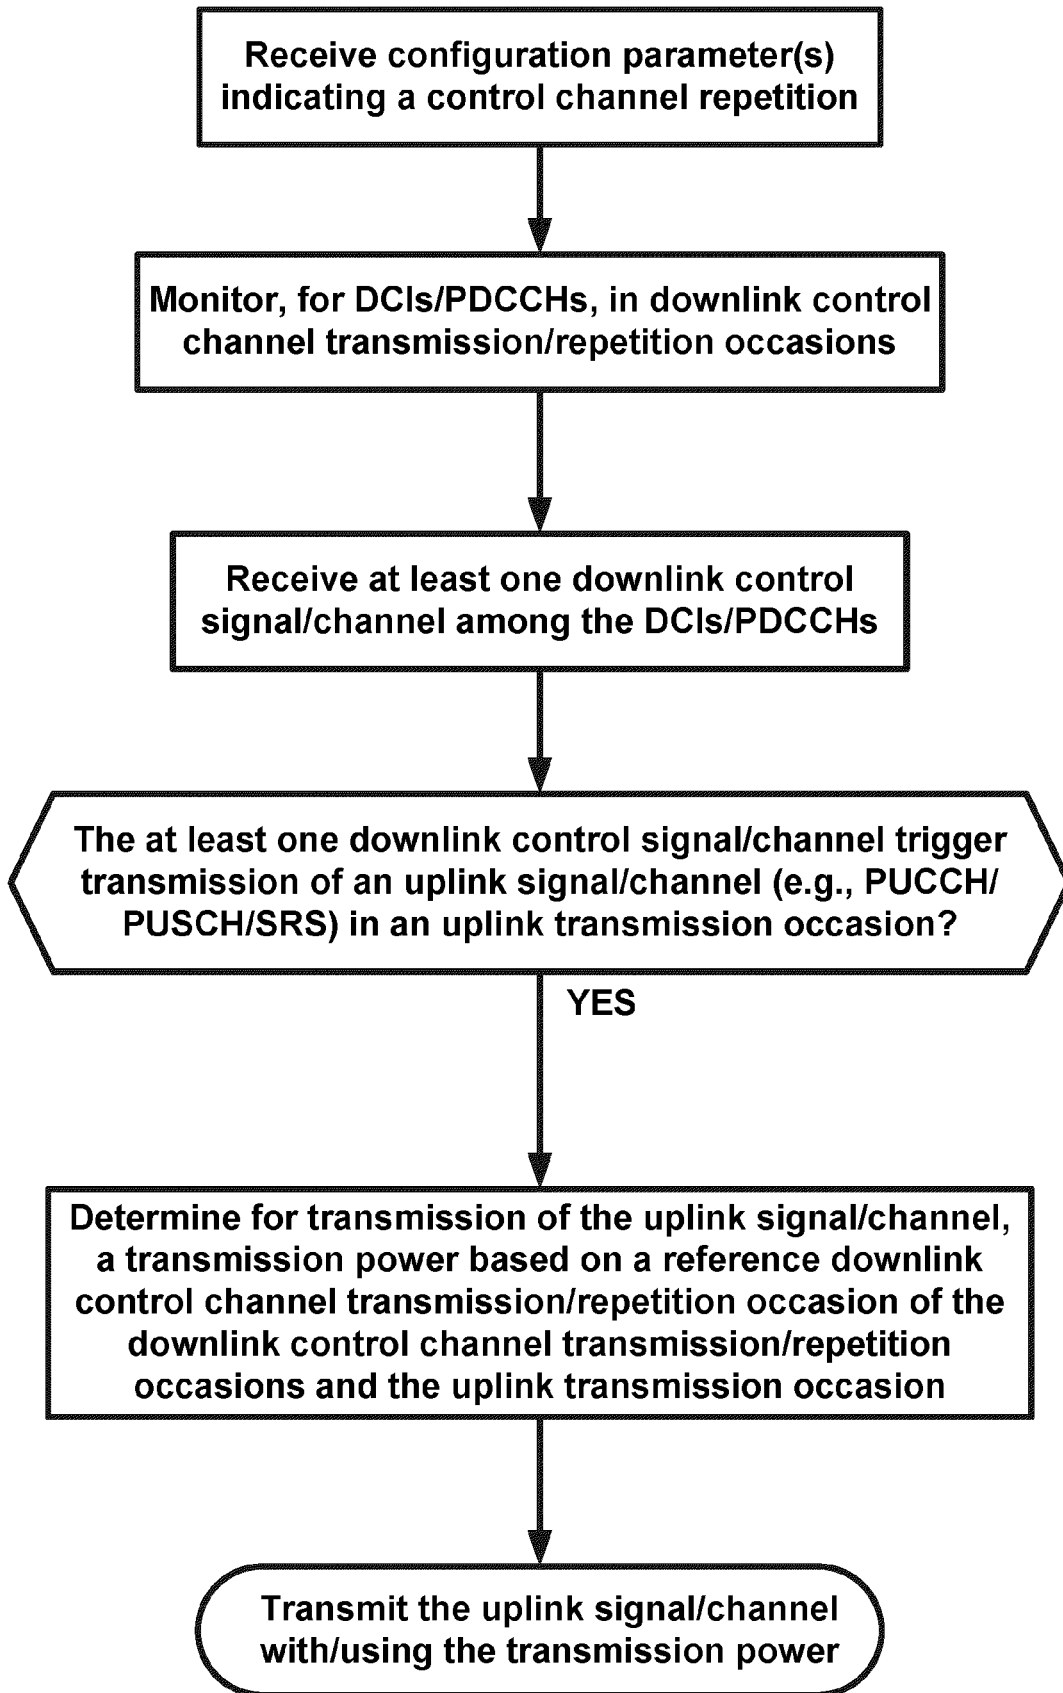 Receive configuration parameter(s)
indicating a control channel repetition
Monitor, for DCIs/PDCCHs, in downlink control
channel transmission/repetition occasions
Receive at least one downlink control
signal/channel among the DCIs/PDCCHs
The at least one downlink control signal/channel trigger
transmission of an uplink signal/channel (e.g., PUCCH/
PUSCH/SRS) in an uplink transmission occasion?
YES
Determine for transmission of the uplink signal/channel,
a transmission power based on a reference downlink
control channel transmission/repetition occasion of the
downlink control channel transmission/repetition
occasions and the uplink transmission occasion
Transmit the uplink signal/channel
with/using the transmission power